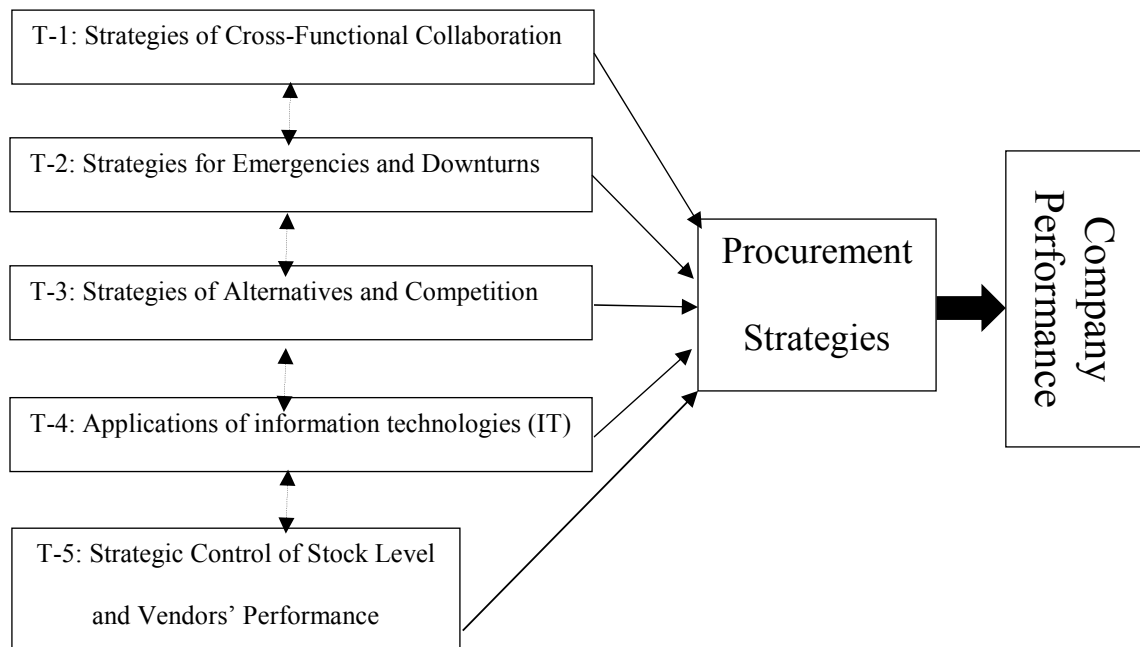 T-1: Strategies of Cross-Functional Collaboration
T-2: Strategies for Emergencies and Downturns
T-3: Strategies of Alternatives and Competition
T-4: Applications of information technologies (IT)
T-5: Strategic Control of Stock Level
and Vendors’ Performance
Procurement
Strategies
Company
Performance